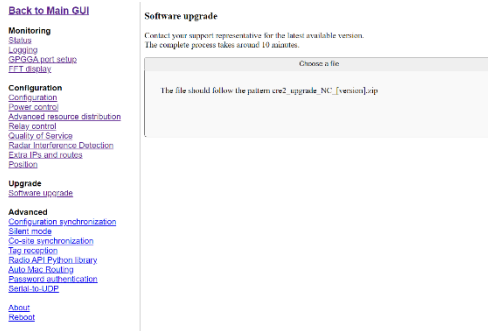 Back to Main GUI
Monitoring
Status
Logging
GPGGA port setup
FFT display
Configuration
Configuration
Power control
Advanced resource distribution
Relay control
Quality of Service
Radar Interference Detection
Extra IPs and routes
Position
Upgrade
Software upgrade
Advanced
Configuration synchronization
Silent mode
Co-site synchronization
Tag reception
Radio API Python library
Auto Mac Routing
Password authentication
Serial-to-UDP
About
Reboot
Software upgrade
Contact your support representative for the latest available version.
The complete process takes around 10 minutes.
Choose a file
The file should follow the pattern cre2_upgrade_NC_[version].zip